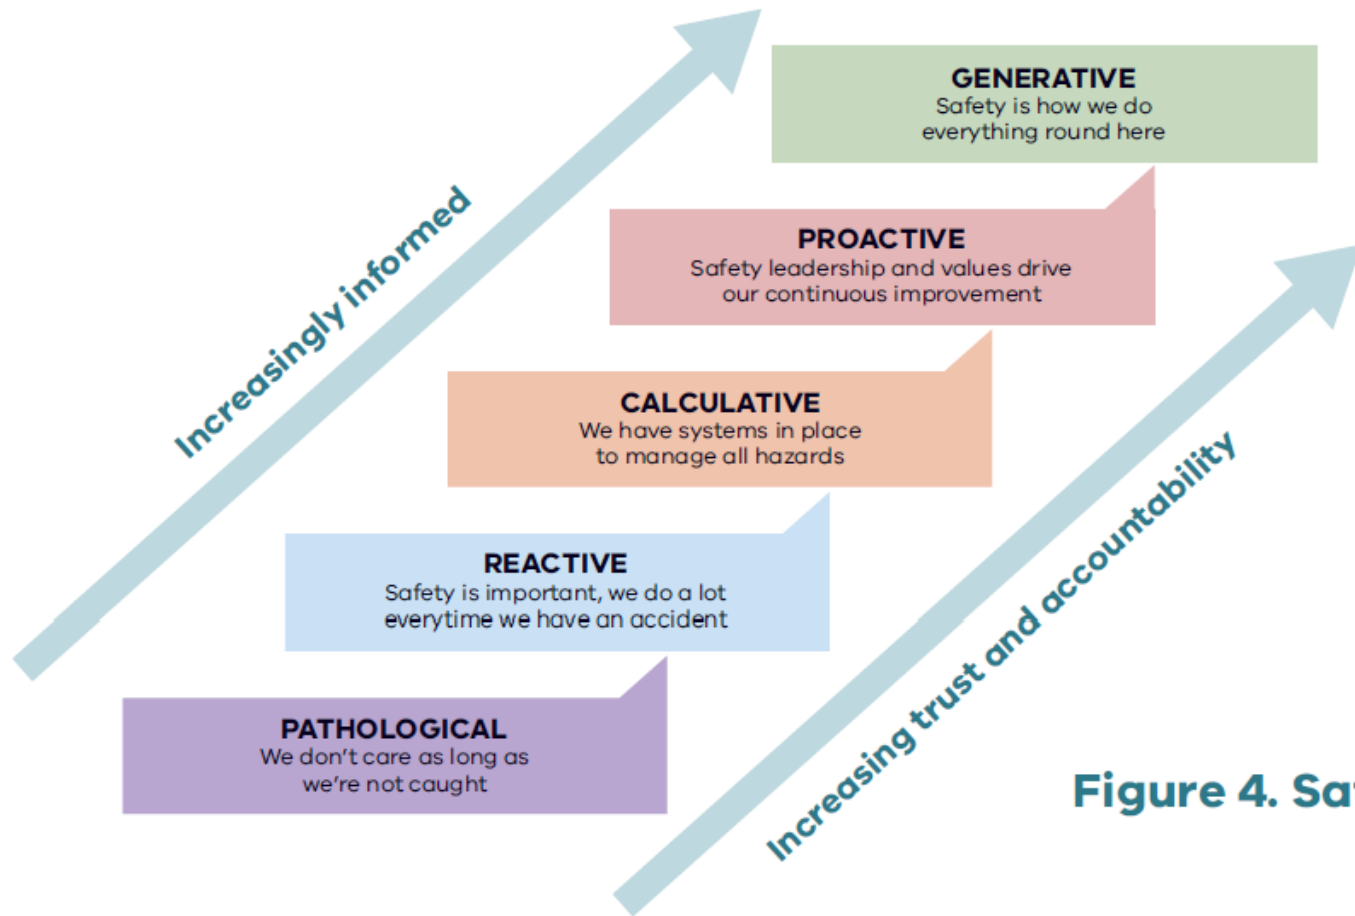 GENERATIVE
Safety is how we do
everything round here
PROACTIVE
Safety leadership and values drive
our continuous improvement
Increasingly informed
CALCULATIVE
We have systems in place
to manage all hazards
REACTIVE
Safety is important, we do a lot
everytime we have an accident
Increasing trust and accountability
PATHOLOGICAL
We don't care as long as
we're not caught
Figure 4.